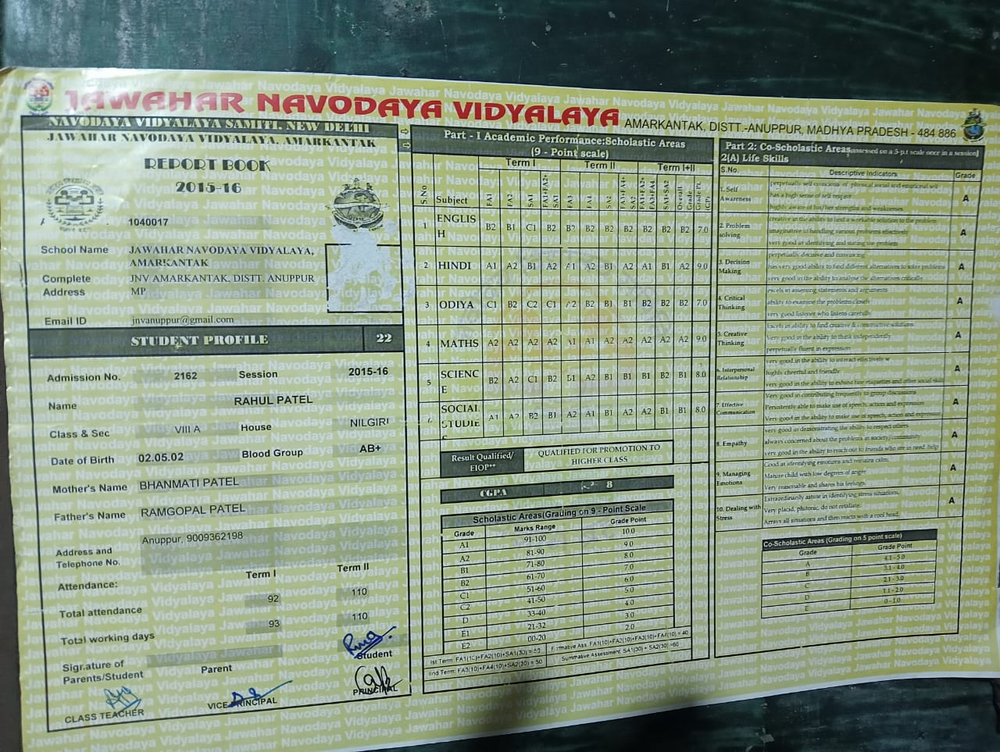 JAWAHAR NAVODAYA VIDYALAYA AMARKANTAK, DISTT.-ANUPPUR, MADHYA PRADESH - 484 886
NAVODAYA VIDYALAYA SAMITI, NEW DELHI
JAWAHAR NAVODAYA VIDYALAYA, AMARKANTAK
REPORT BOOK
2015-16
1040017
School Name JAWAHAR NAVODAYA VIDYALAYA,
AMARKANTAK
Complete JNV AMARKANTAK, DISTT. ANUPPUR
Address MP
Email ID jnvanuppur@gmail.com
STUDENT PROFILE 22
Admission No. 2162 Session 2015-16
Name RAHUL PATEL
Class & Sec VIII A House NILGIRI
Date of Birth 02.05.02 Blood Group AB+
Mother's Name BHANMATI PATEL
Father's Name RAMGOPAL PATEL
Address and Anuppur, 9009362198
Telephone No.
Attendance: Term I Term II
Total attendance 92 110
Total working days 93 110
Signature of Parent Student
Parents/Student
CLASS TEACHER VICE PRINCIPAL PRINCIPAL
Part - I Academic Performance:Scholastic Areas
(9 - Point scale)
Term I Term II Term I+II
S.No Subject FA1 FA2 SA1 FA1+FA2+SA1 FA3 FA4 SA2 FA3+FA4+SA2 FA1+FA2+FA3+FA4 SA1+SA2 Overall Grade Grade Pt. (GP)
1 ENGLISH B2 B1 C1 B2 B2 B2 B2 B2 B2 B2 B2 7.0
2 HINDI A1 A2 B1 A2 A1 A2 B1 A2 A1 B1 A2 9.0
3 ODIYA C1 B2 C2 C1 A2 B2 B1 B1 B2 B2 B2 7.0
4 MATHS A2 A2 A2 A2 A1 A1 A2 A2 A2 A2 A2 9.0
5 SCIENCE B2 A2 C1 B2 A2 B1 B1 B1 B2 B1 8.0
SOCIAL STUDIES A1 A2 B2 B1 A2 A1 B1 A2 A2 B1 B1 8.0
Result Qualified/ QUALIFIED FOR PROMOTION TO
EIOP** HIGHER CLASS
CGPA 8
Scholastic Areas(Grading on 9 - Point Scale
Grade Marks Range Grade Point
A1 91-100 10.0
A2 81-90 9.0
B1 71-80 8.0
B2 61-70 7.0
C1 51-60 6.0
C2 41-50 5.0
D 33-40 4.0
E1 21-32 3.0
E2 00-20 2.0
Ist Term FA1(10)+FA2(10)+SA1(30) = 50 Formative Ass. FA1(10)+FA2(10)+FA3(10)+FA4(10) = 40
IInd Term FA3(10)+FA4(10)+SA2(30) = 50 Summative Assessment SA1(30) + SA2(30) =60
Part 2: Co-Scholastic Areas(assessed on a 5-p.t scale once in a session)
2(A) Life Skills
S.No. Descriptive Indicators Grade
1. Self perpetually self conscious of physical social and emotional
Awareness has a high sense of self respect A
highly aware of his/her strengths and weaknesses
2. Problem creative in the ability to find a workable solution to the problem
solving imaginative in handling various problems effectively A
very good in identifying and stating the problem
3. Decision perpetually decisive and convincing
Making has very good ability to find different alternatives to solve problems A
very good in the ability to analyse the alternatives critically
4. Critical excels in assessing statements and arguments
Thinking ability to examine the problems closely A
very good listener who listens carefully
5. Creative Excels in ability to find creative & constructive solutions
Thinking Very good in the ability to think independently A
perpetually fluent in expression
6. Interpersonal very good in the ability to interact effectively w
Relationship highly cheerful and friendly A
very good in the ability to exhibit fine etiquettes and other social skill
7. Effective Very good in contributing frequently to group discussions
Communication Persistently able to make use of speech, action and expression A
Very good in the ability to make use of speech, action and expression
8. Empathy very good in demonstrating the ability to respect others
always concerned about the problems in society/community A
very good in the ability to reach out to friends who are in need help
9. Managing Good at identifying emotions and remains calm,
Emotions Mature child with low degrees of anger A
Very reasonable and shares his feelings.
10. Dealing with Extraordinarily astute in identifying stress situations,
Stress Very placid, plutonic, do not retaliate. A
Arrays all situations and then reacts with a cool head.
Co-Scholastic Areas (Grading on 5 point scale)
Grade Grade Point
A 4.1 - 5.0
B 3.1 - 4.0
C 2.1 - 3.0
D 1.1 - 2.0
E 0 - 1.0